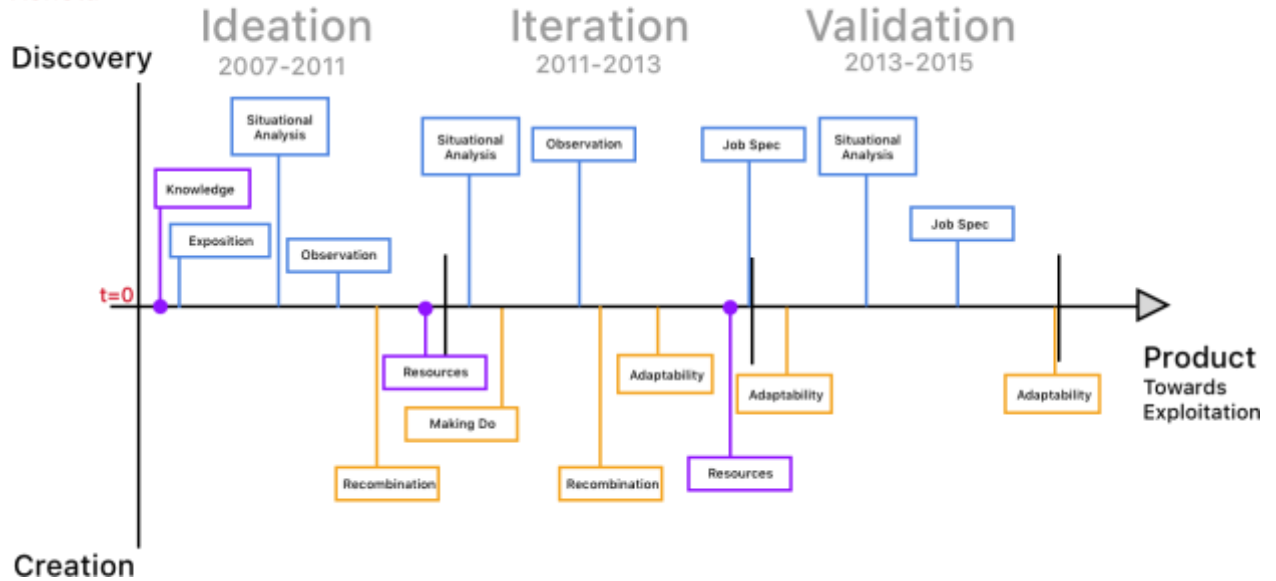 Ideation
2007-2011
Iteration
2011-2013
Validation
2013-2015
Discovery
Situational
Analysis
Situational
Analysis
Observation
Job Spec
Situational
Analysis
Knowledge
Exposition
Observation
Job Spec
t=0
Resources
Making Do
Recombination
Adaptability
Recombination
Adaptability
Resources
Adaptability
Product
Towards
Exploitation
Creation